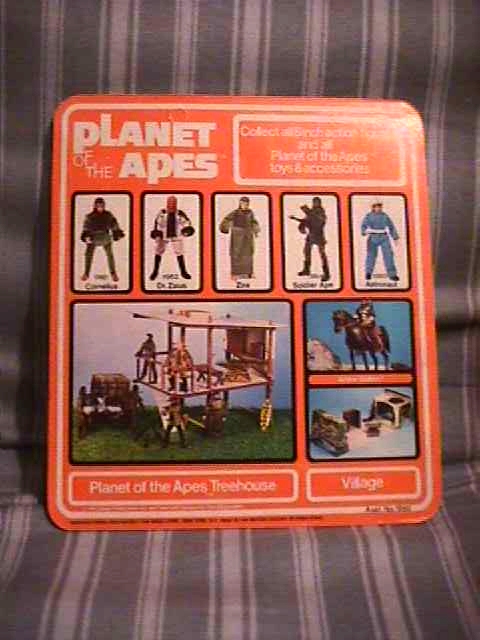 PLANET
OF THE APES
Collect all 8 inch action figures
and all
Planet of the Apes
toys & accessories
Cornelius
Dr. Zaius
Zira
Soldier Ape
Astronaut
Planet of the Apes Treehouse
Village